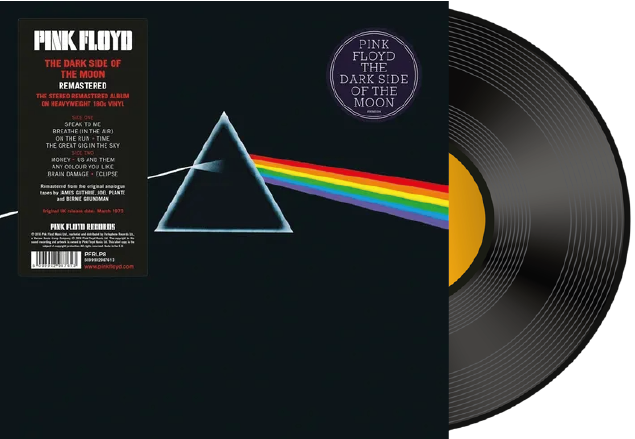 PINK FLOYD
THE DARK SIDE OF
THE MOON
REMASTERED
THE STEREO REMASTERED ALBUM
ON HEAVYWEIGHT 180g VINYL
SIDE ONE
SPEAK TO ME
BREATHE (IN THE AIR)
ON THE RUN • TIME
THE GREAT GIG IN THE SKY
SIDE TWO
MONEY • US AND THEM
ANY COLOUR YOU LIKE
BRAIN DAMAGE • ECLIPSE
Remastered from the original analogue
tapes by JAMES GUTHRIE, JOEL PLANTE
and BERNIE GRUNDMAN
Original UK release date: March 1973
PINK FLOYD RECORDS
PFRLP8
www.pinkfloyd.com
PINK
FLOYD
THE
DARK SIDE
OF THE
MOON